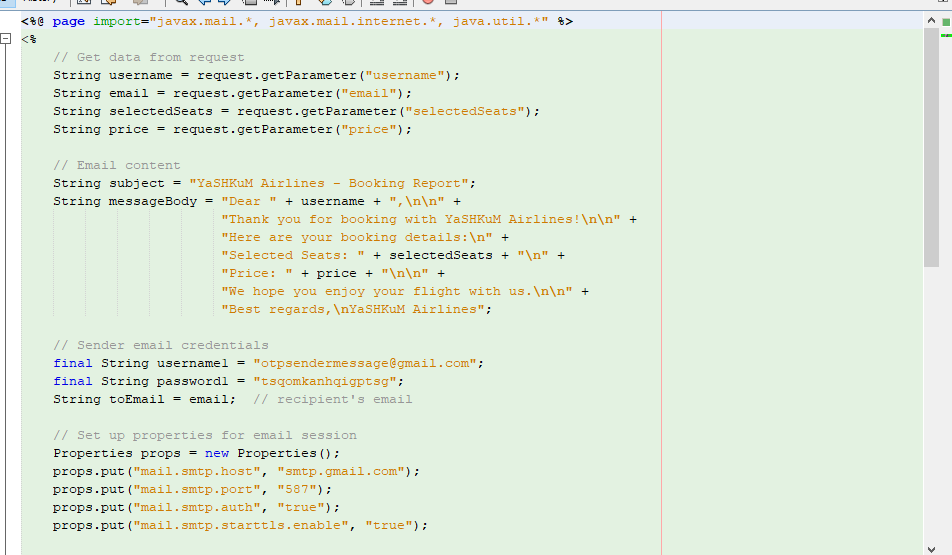 <%@ page import="javax.mail.*, javax.mail.internet.*, java.util.*" %>
<%
// Get data from request
String username = request.getParameter("username");
String email = request.getParameter("email");
String selectedSeats = request.getParameter("selectedSeats");
String price = request.getParameter("price");
// Email content
String subject = "YaSHKuM Airlines - Booking Report";
String messageBody = "Dear " + username + ",\n\n" +
"Thank you for booking with YaSHKuM Airlines!\n\n" +
"Here are your booking details:\n" +
"Selected Seats: " + selectedSeats + "\n" +
"Price: " + price + "\n\n" +
"We hope you enjoy your flight with us.\n\n" +
"Best regards,\nYaSHKuM Airlines";
// Sender email credentials
final String username1 = "otpsendermessage@gmail.com";
final String password1 = "tsqomkanhqigptsg";
String toEmail = email;  // recipient's email
// Set up properties for email session
Properties props = new Properties();
props.put("mail.smtp.host", "smtp.gmail.com");
props.put("mail.smtp.port", "587");
props.put("mail.smtp.auth", "true");
props.put("mail.smtp.starttls.enable", "true");